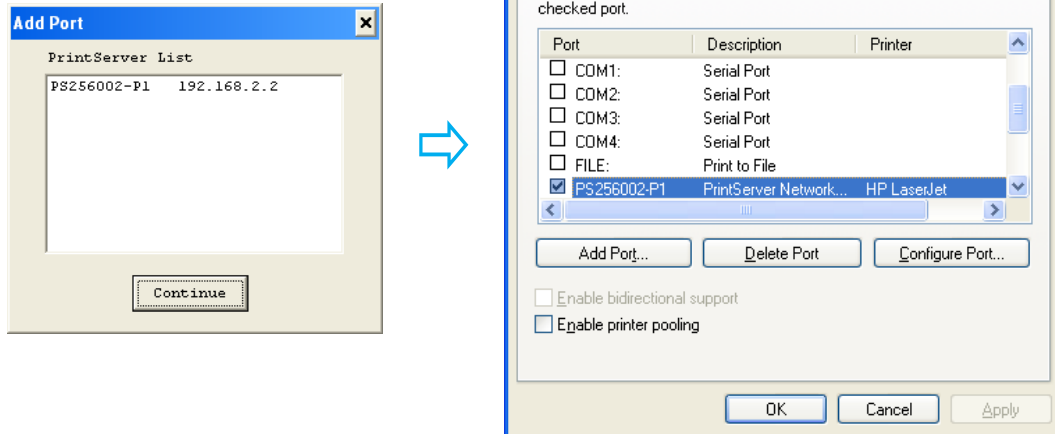 Add Port
PrintServer List
PS256002-P1 192.168.2.2
Continue
checked port.
Port Description Printer
COM1: Serial Port
COM2: Serial Port
COM3: Serial Port
COM4: Serial Port
FILE: Print to File
PS256002-P1 PrintServer Network... HP LaserJet
Add Port... Delete Port Configure Port...
Enable bidirectional support
Enable printer pooling
OK Cancel Apply